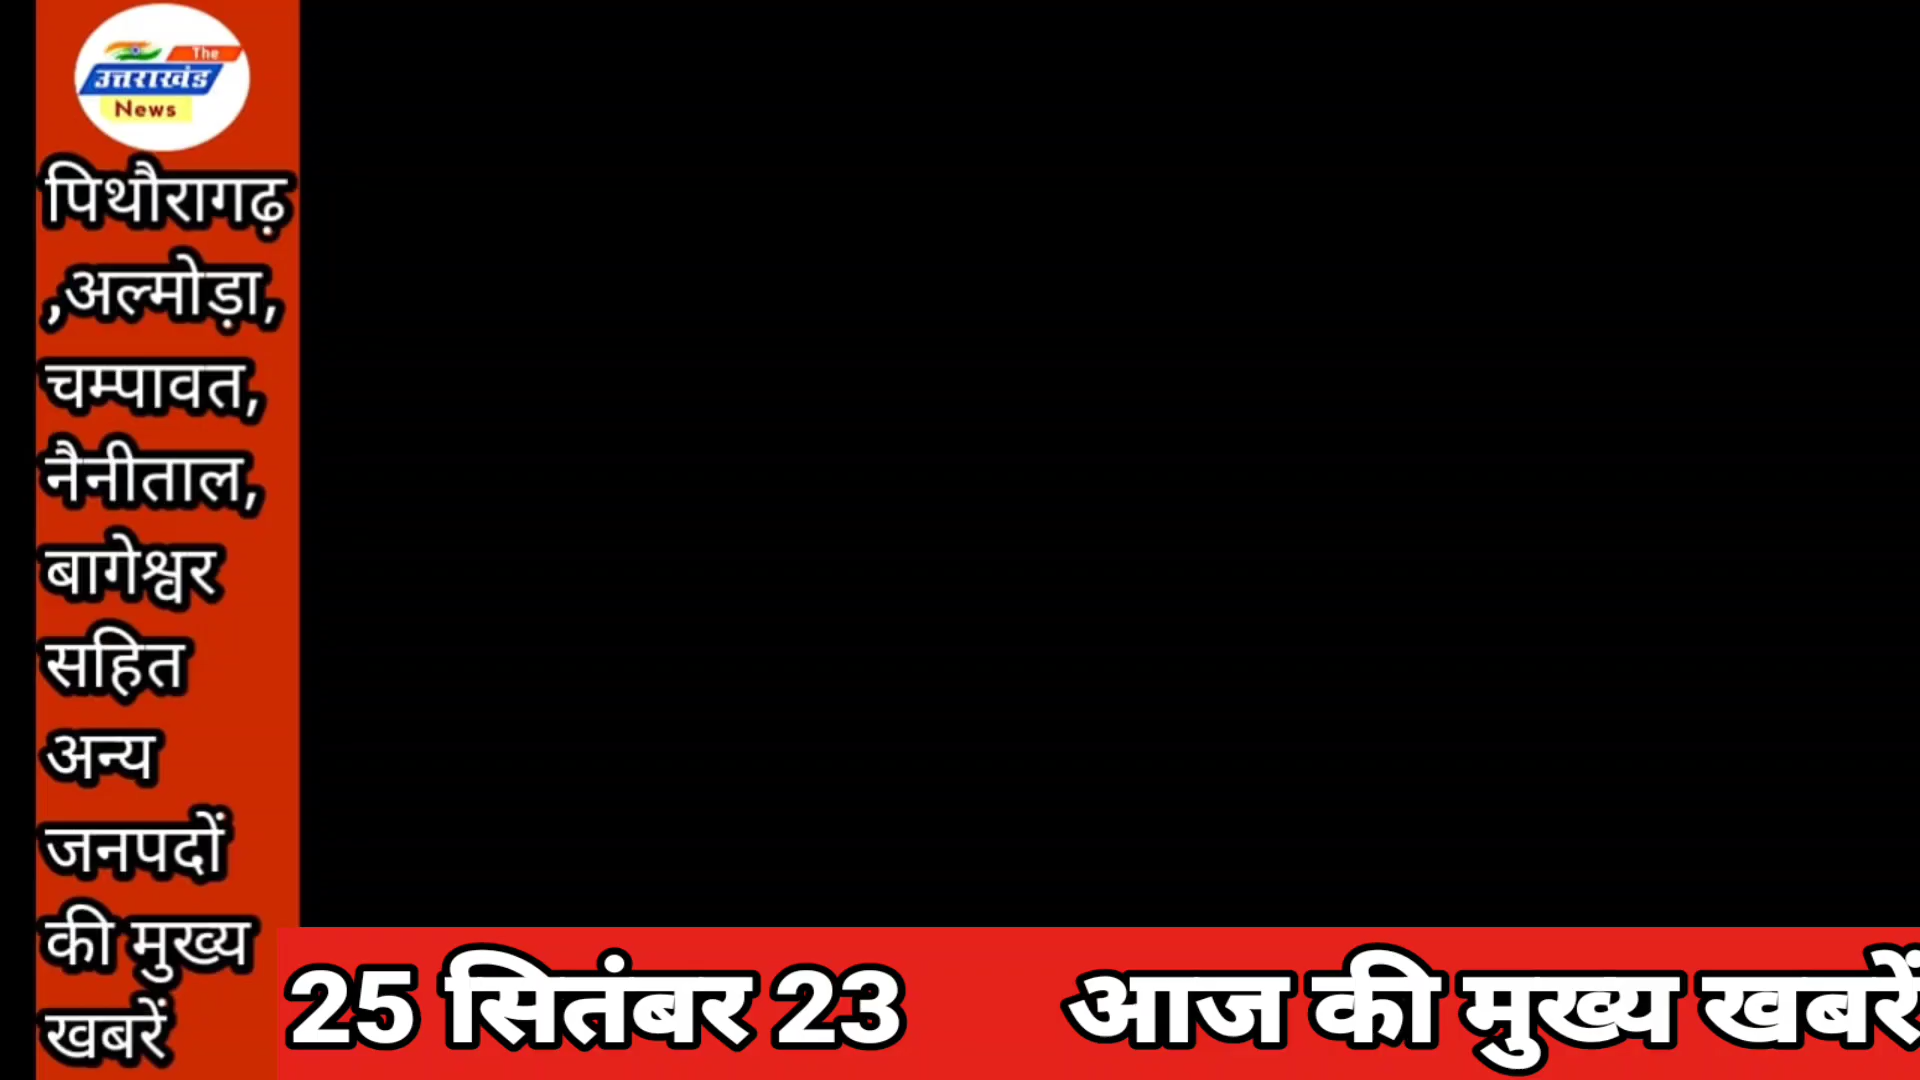 The
उत्तराखंड
News
पिथौरागढ़
,अल्मोड़ा,
चम्पावत,
नैनीताल,
बागेश्वर
सहित
अन्य
जनपदों
की मुख्य
खबरें
25 सितंबर 23 आज की मुख्य खबरें